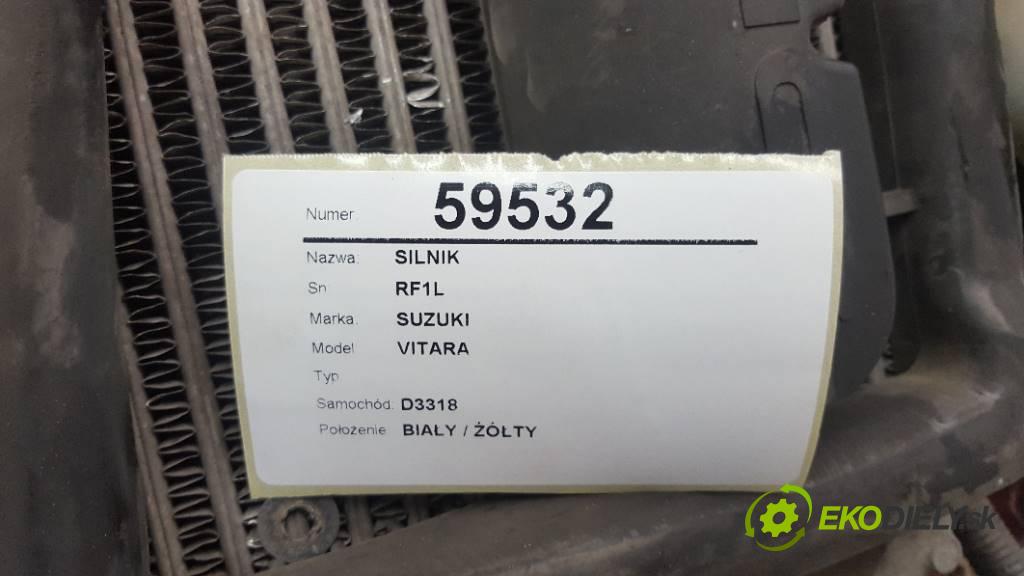 Numer. 59532
Nazwa: SILNIK
Sn RF1L
Marka. SUZUKI
Model VITARA
Typ
Samochód: D3318
Położenie BIAŁY / ŻÓŁTY
EKODIELY.sk